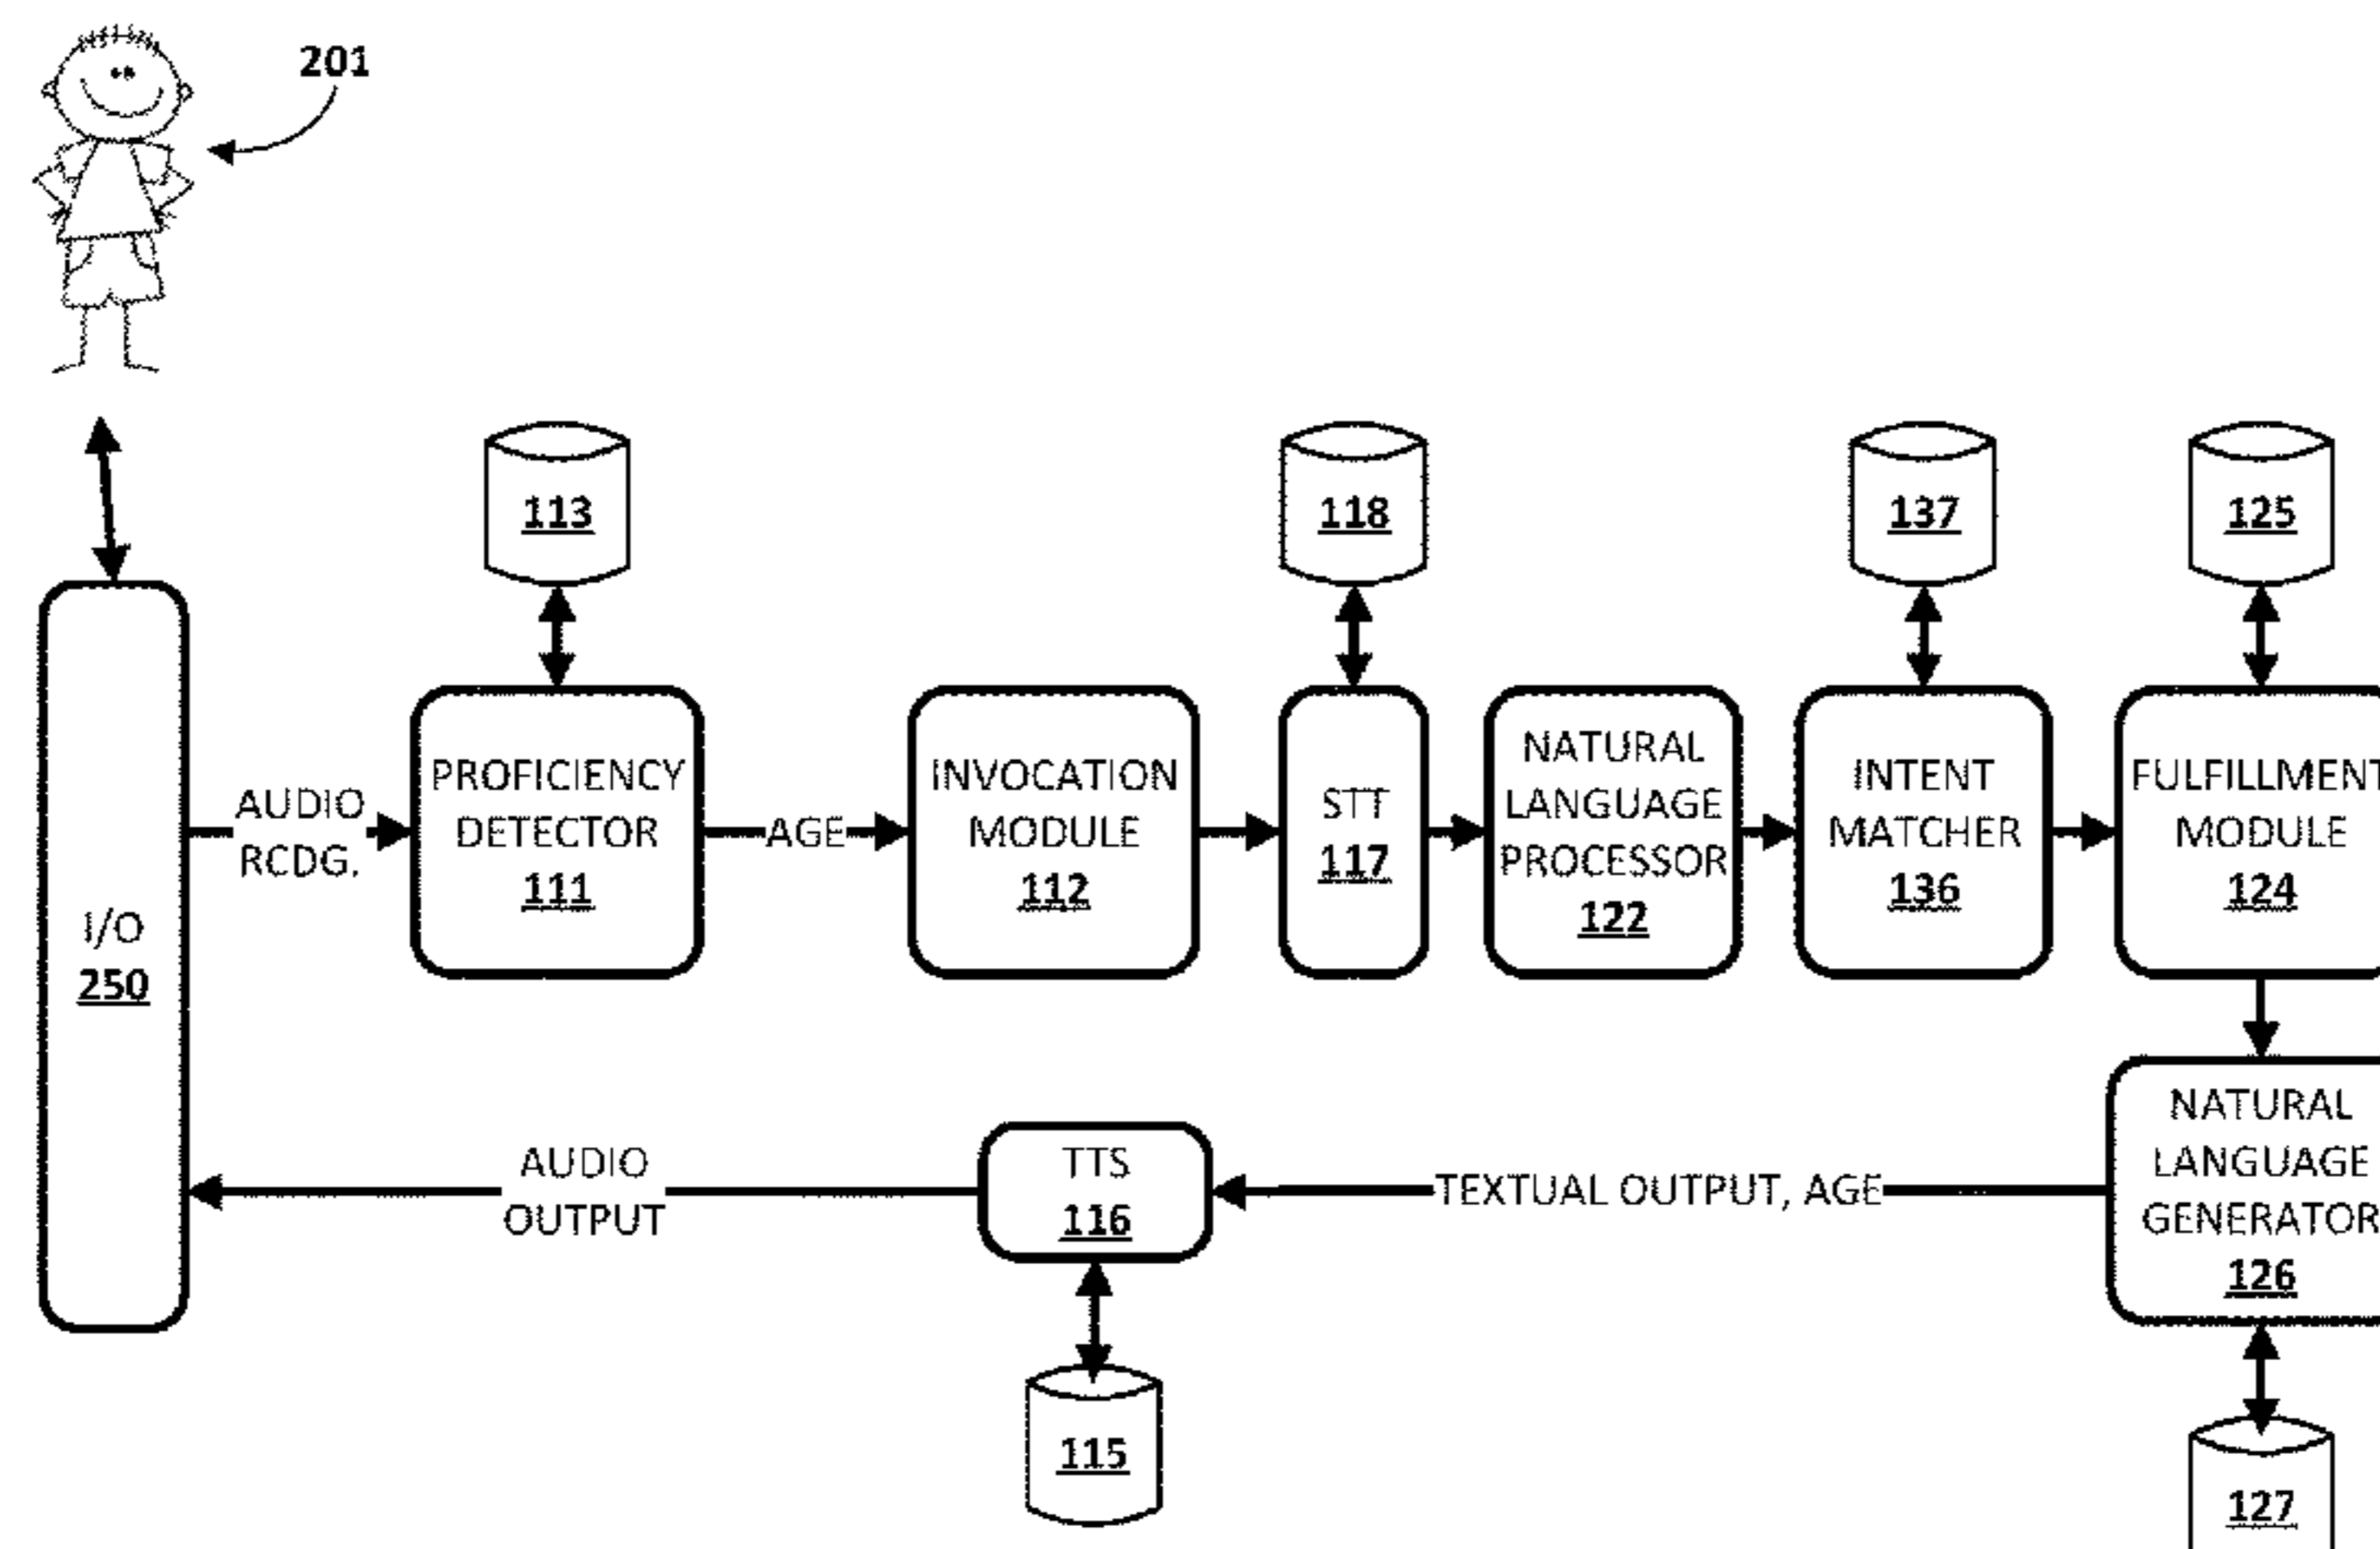 201
113
118
137
125
AUDIO
RCDG.
PROFICIENCY
DETECTOR
111
AGE
INVOCATION
MODULE
112
STT
117
NATURAL
LANGUAGE
PROCESSOR
122
INTENT
MATCHER
136
FULFILLMENT
MODULE
124
I/O
250
AUDIO
OUTPUT
TTS
116
TEXTUAL OUTPUT, AGE
NATURAL
LANGUAGE
GENERATOR
126
115
127